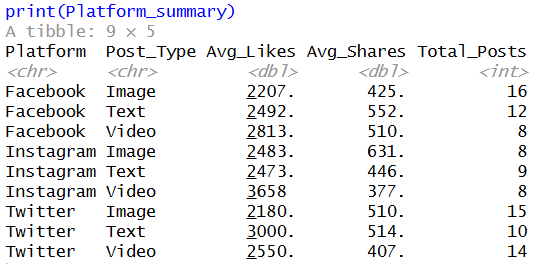 print(Platform_summary)
A tibble: 9 × 5
Platform Post_Type Avg_Likes Avg_Shares Total_Posts
<chr> <chr> <dbl> <dbl> <int>
Facebook Image 2207. 425. 16
Facebook Text 2492. 552. 12
Facebook Video 2813. 510. 8
Instagram Image 2483. 631. 8
Instagram Text 2473. 446. 9
Instagram Video 3658 377. 8
Twitter Image 2180. 510. 15
Twitter Text 3000. 514. 10
Twitter Video 2550. 407. 14